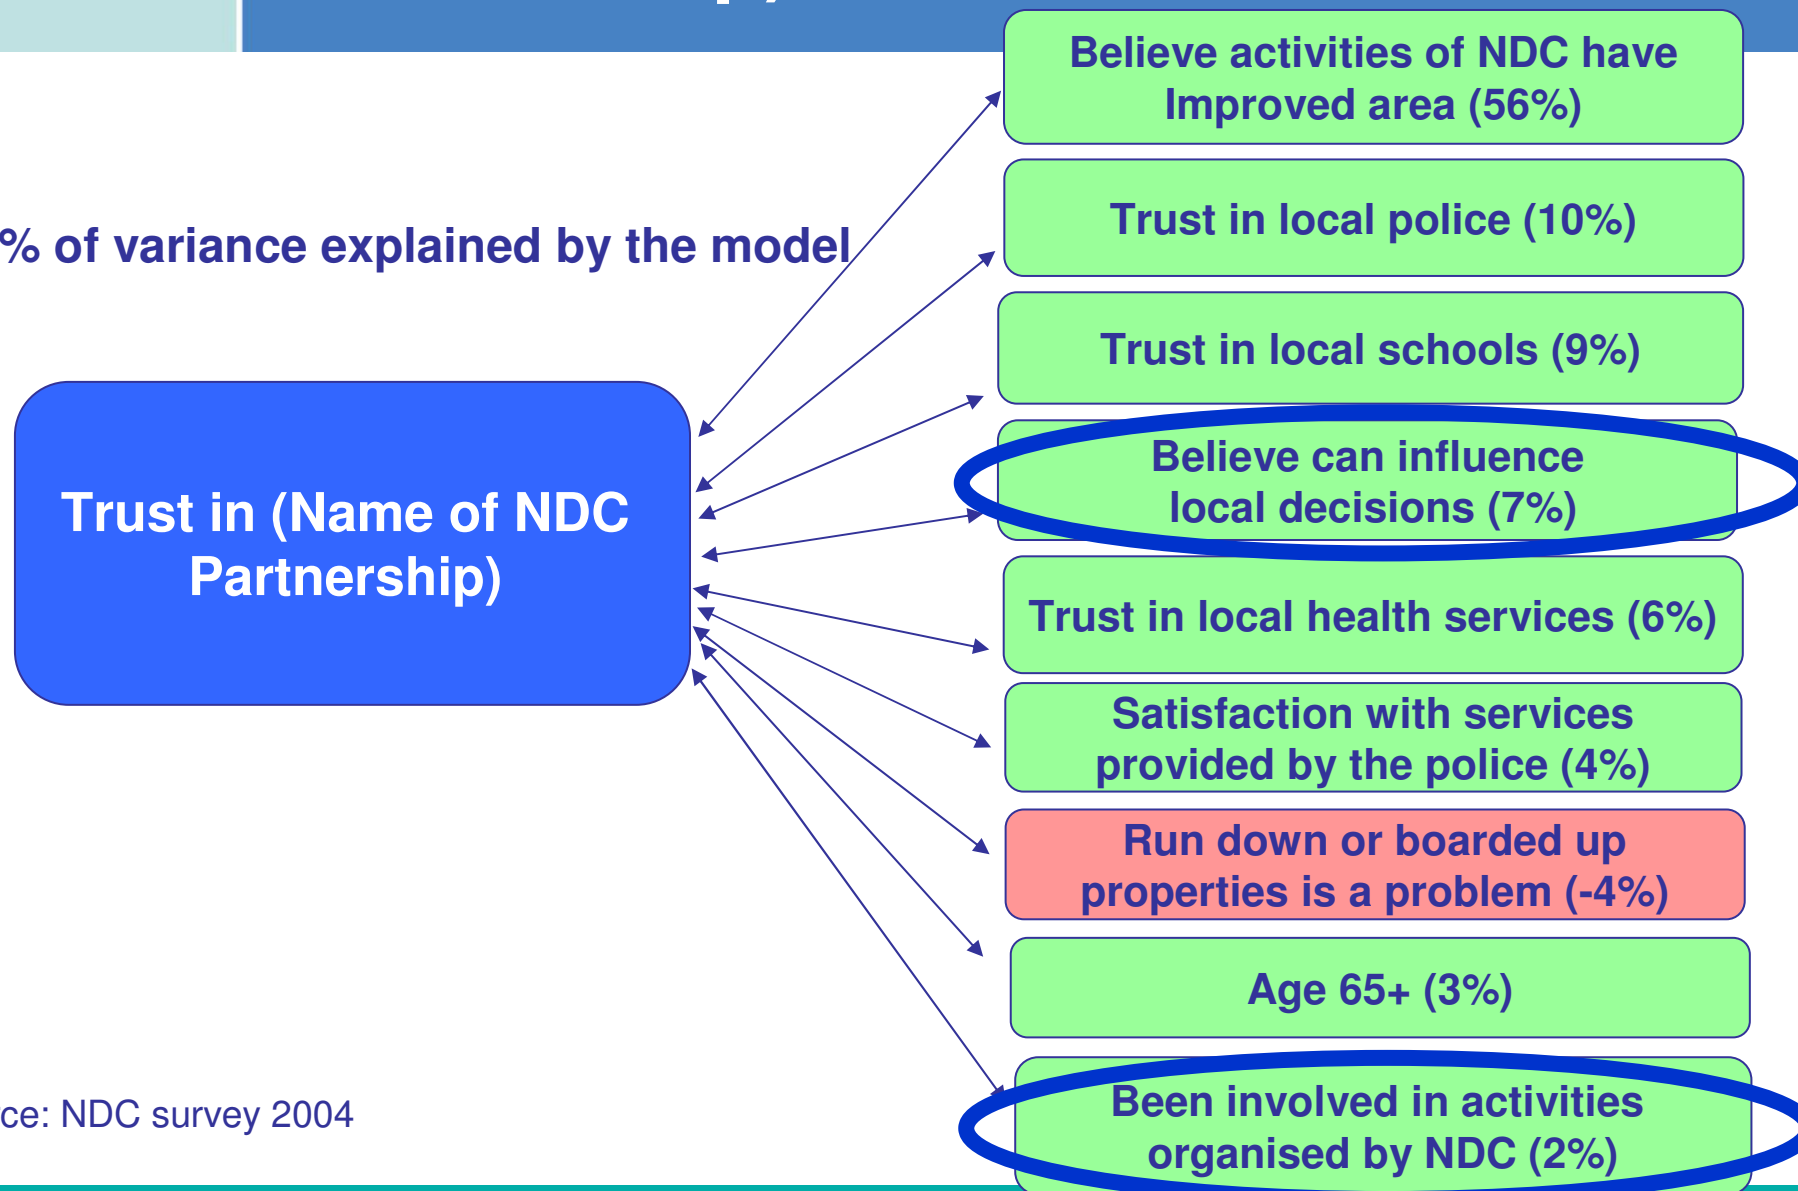 Believe activities of NDC have
Improved area (56%)
Trust in local police (10%)
% of variance explained by the model
Trust in local schools (9%)
Believe can influence
local decisions (7%)
Trust in (Name of NDC
Partnership)
Trust in local health services (6%)
Satisfaction with services
provided by the police (4%)
Run down or boarded up
properties is a problem (-4%)
Age 65+ (3%)
Been involved in activities
organised by NDC (2%)
ce: NDC survey 2004